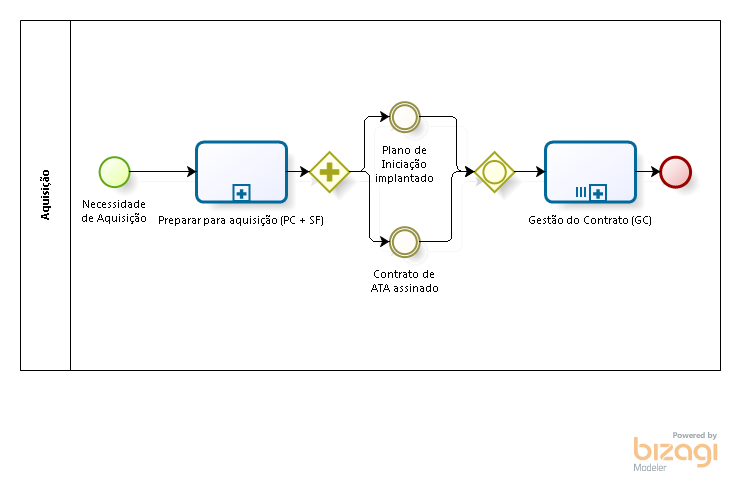 Aquisição
Necessidade
de Aquisição
Preparar para aquisição (PC + SF)
Plano de
Iniciação
implantado
Contrato de
ATA assinado
Gestão do Contrato (GC)
Powered by
bizagi
Modeler